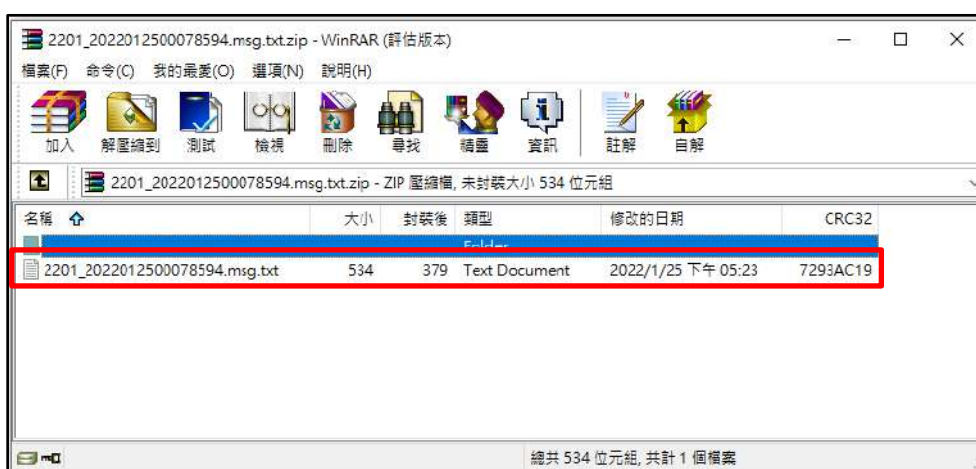 2201_2022012500078594.msg.txt.zip - WinRAR (評估版本)
檔案(F) 命令(C) 我的最愛(O) 選項(N) 說明(H)
加入 解壓縮到 測試 檢視 刪除 尋找 精靈 資訊 註解 自解
2201_2022012500078594.msg.txt.zip - ZIP 壓縮檔, 未封裝大小 534 位元組
名稱 大小 封裝後 類型 修改的日期 CRC32
Folder
2201_2022012500078594.msg.txt 534 379 Text Document 2022/1/25 下午 05:23 7293AC19
總共 534 位元組, 共計 1 個檔案